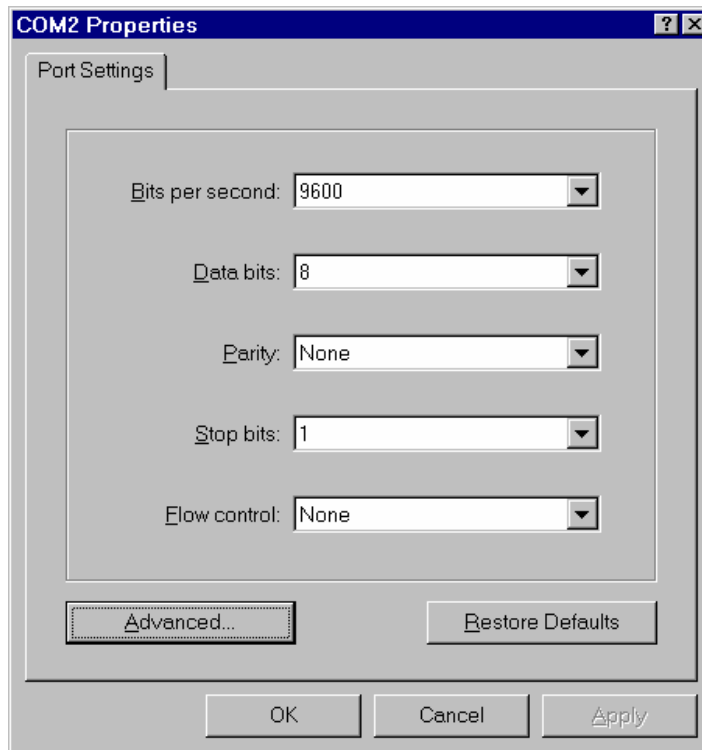 COM2 Properties
Port Settings
Bits per second: 9600
Data bits: 8
Parity: None
Stop bits: 1
Flow control: None
Advanced... Restore Defaults
OK Cancel Apply